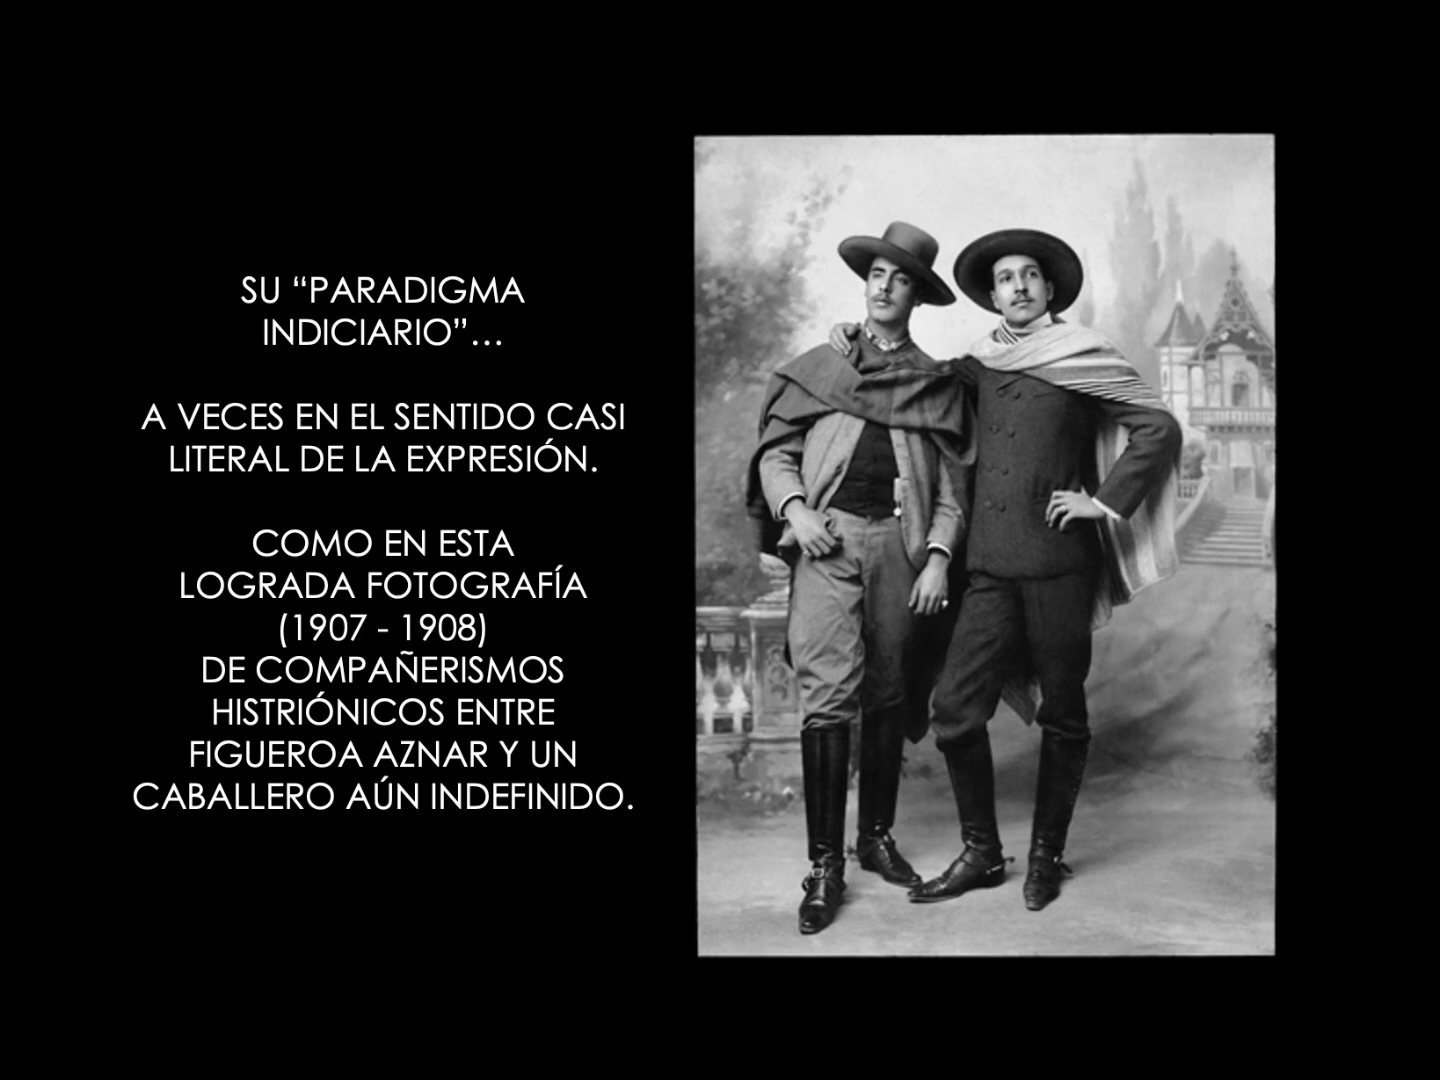 SU “PARADIGMA
INDICIARIO”…
A VECES EN EL SENTIDO CASI
LITERAL DE LA EXPRESIÓN.
COMO EN ESTA
LOGRADA FOTOGRAFÍA
(1907 - 1908)
DE COMPAÑERISMOS
HISTRIÓNICOS ENTRE
FIGUEROA AZNAR Y UN
CABALLERO AÚN INDEFINIDO.